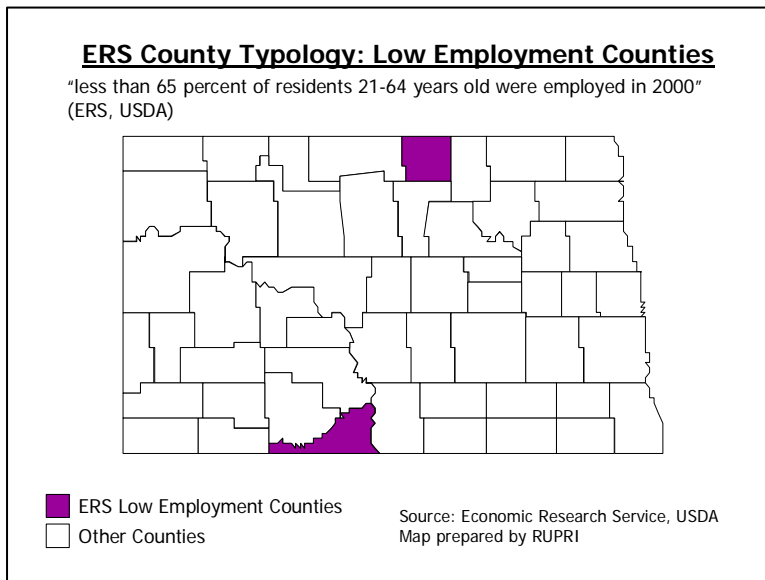 ERS County Typology: Low Employment Counties
“less than 65 percent of residents 21-64 years old were employed in 2000”
(ERS, USDA)
ERS Low Employment Counties
Other Counties
Source: Economic Research Service, USDA
Map prepared by RUPRI